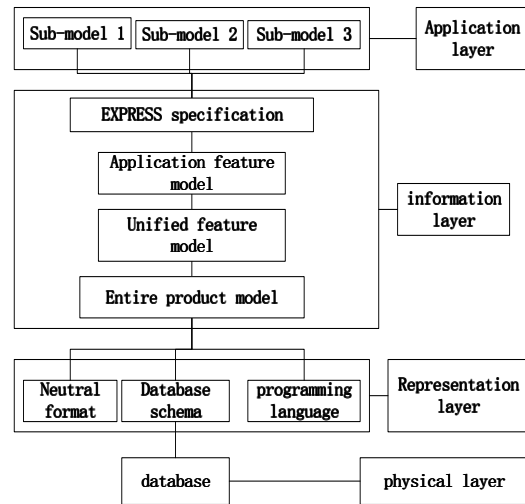 Sub-model 1
Sub-model 2
Sub-model 3
Application
layer
EXPRESS specification
Application feature
model
Unified feature
model
Entire product model
information
layer
Neutral
format
Database
schema
programming
language
Representation
layer
database
physical layer